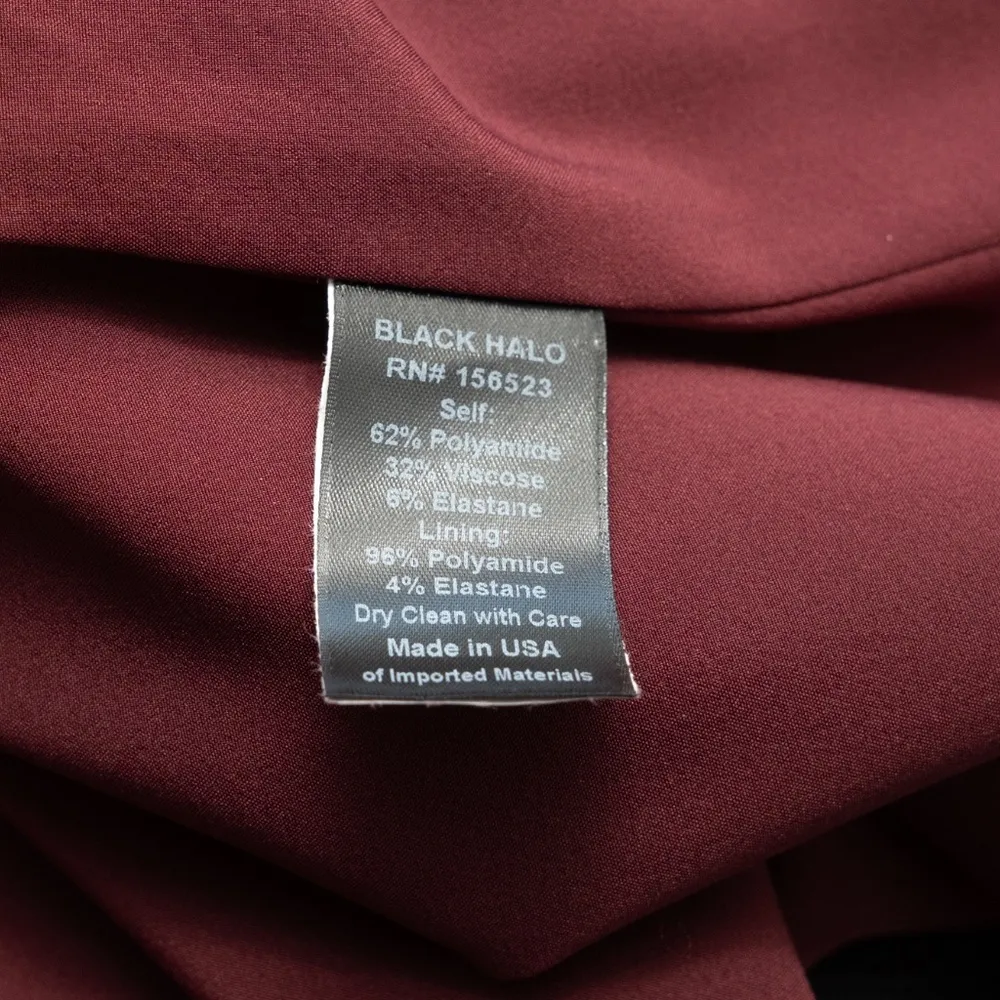 BLACK HALO
RN# 156523
Self:
62% Polyamide
32% Viscose
6% Elastane
Lining:
96% Polyamide
4% Elastane
Dry Clean with Care
Made in USA
of Imported Materials